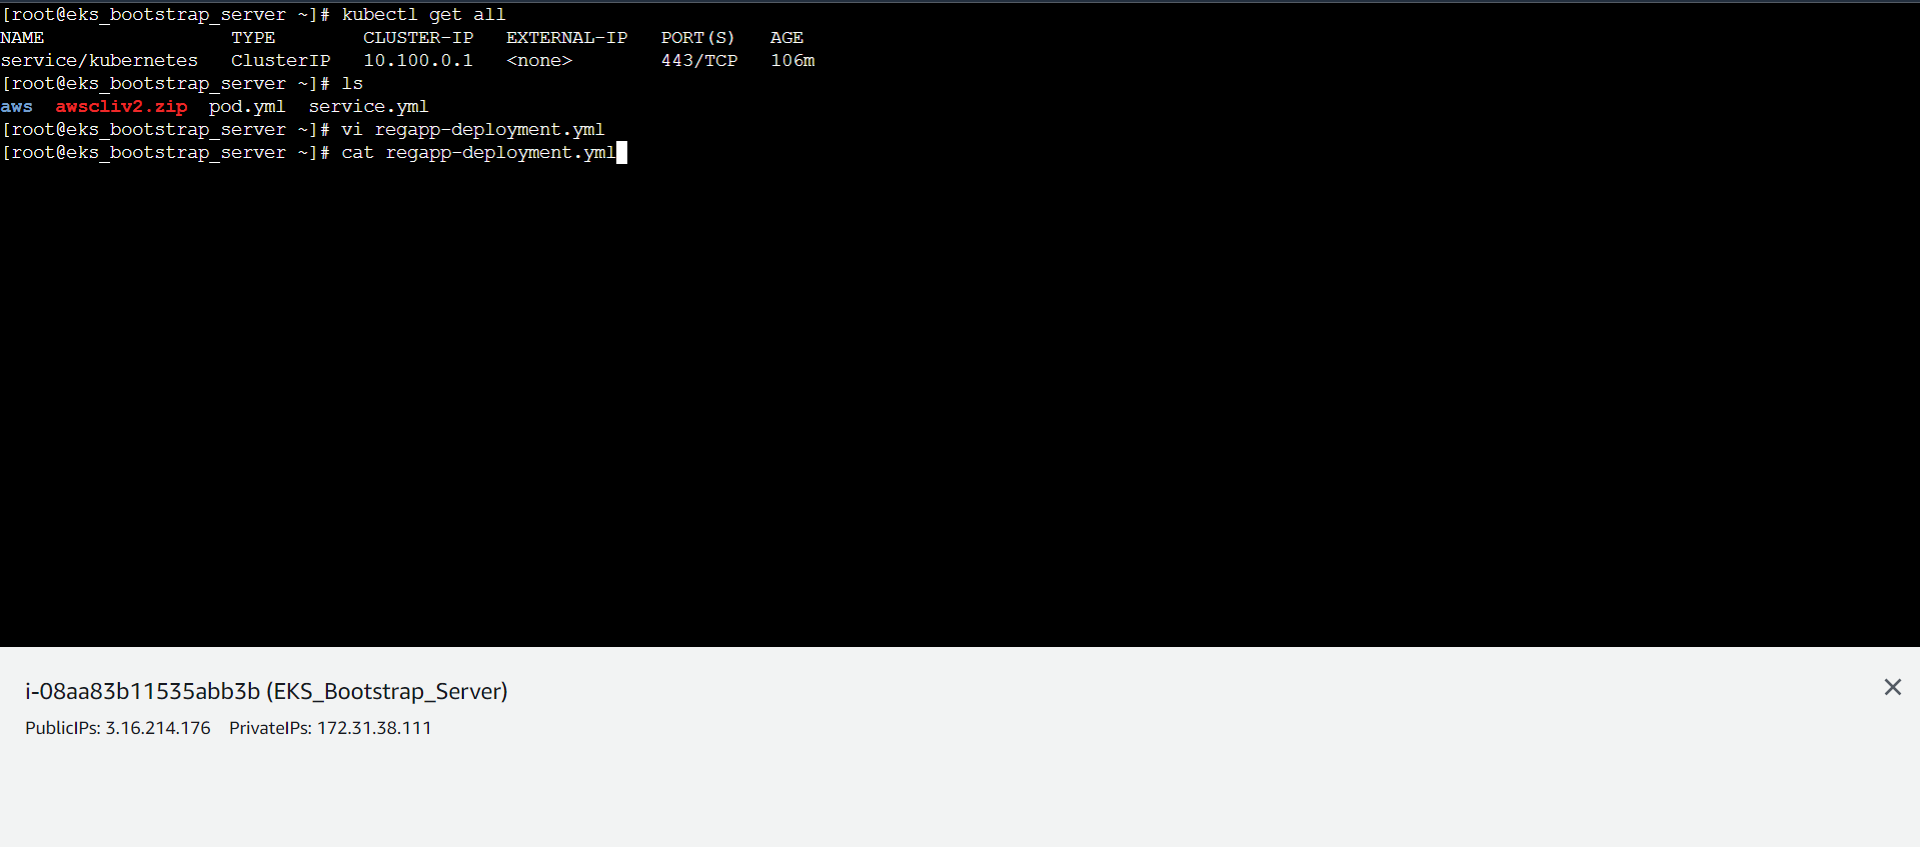 [root@eks_bootstrap_server ~]# kubectl get all
NAME                 TYPE        CLUSTER-IP   EXTERNAL-IP   PORT(S)   AGE
service/kubernetes   ClusterIP   10.100.0.1   <none>        443/TCP   106m
[root@eks_bootstrap_server ~]# ls
aws  awscliv2.zip  pod.yml  service.yml
[root@eks_bootstrap_server ~]# vi regapp-deployment.yml
[root@eks_bootstrap_server ~]# cat regapp-deployment.yml
i-08aa83b11535abb3b (EKS_Bootstrap_Server)
PublicIPs: 3.16.214.176    PrivateIPs: 172.31.38.111